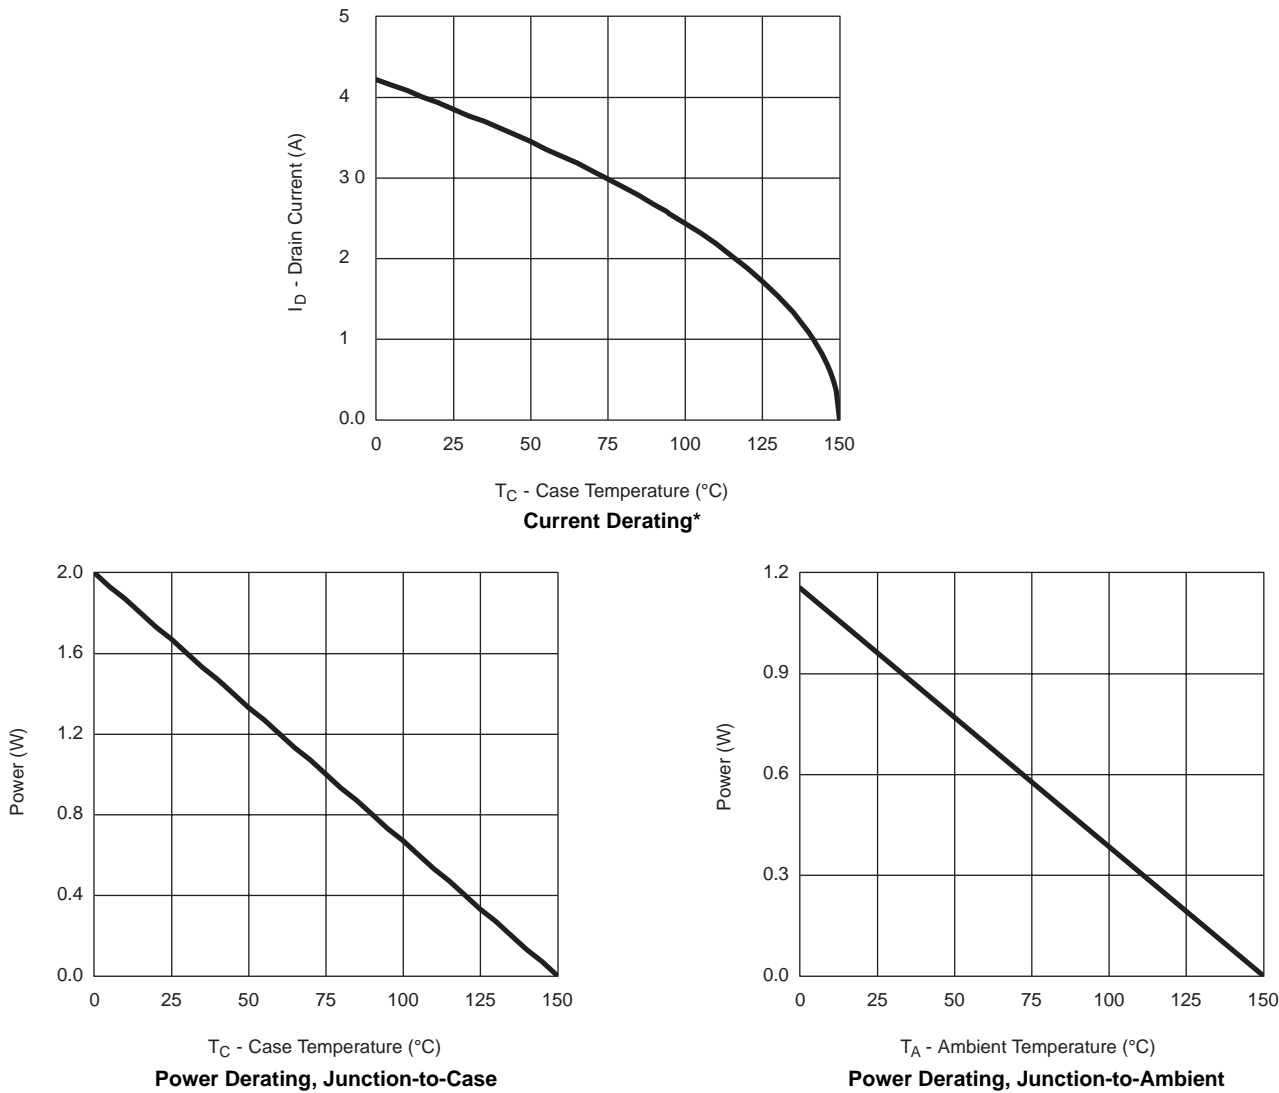 5
4
3 0
2
1
0.0
I_D - Drain Current (A)
0 25 50 75 100 125 150
T_C - Case Temperature (°C)
Current Derating*
2.0
1.6
1.2
0.8
0.4
0.0
Power (W)
0 25 50 75 100 125 150
T_C - Case Temperature (°C)
Power Derating, Junction-to-Case
1.2
0.9
0.6
0.3
0.0
Power (W)
0 25 50 75 100 125 150
T_A - Ambient Temperature (°C)
Power Derating, Junction-to-Ambient